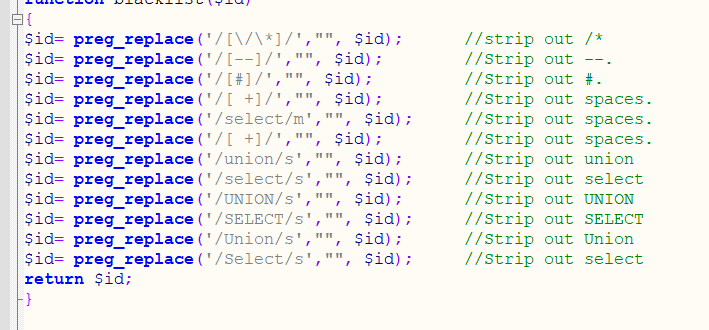 function blacklist($id)
{
$id= preg_replace('/[\/\*]/',"", $id);      //strip out /*
$id= preg_replace('/[--]/',"", $id);        //Strip out --.
$id= preg_replace('/[#]/',"", $id);         //Strip out #.
$id= preg_replace('/[ +]/',"", $id);        //Strip out spaces.
$id= preg_replace('/select/m',"", $id);     //Strip out spaces.
$id= preg_replace('/[ +]/',"", $id);        //Strip out spaces.
$id= preg_replace('/union/s',"", $id);      //Strip out union
$id= preg_replace('/select/s',"", $id);     //Strip out select
$id= preg_replace('/UNION/s',"", $id);      //Strip out UNION
$id= preg_replace('/SELECT/s',"", $id);     //Strip out SELECT
$id= preg_replace('/Union/s',"", $id);      //Strip out Union
$id= preg_replace('/Select/s',"", $id);     //Strip out select
return $id;
}